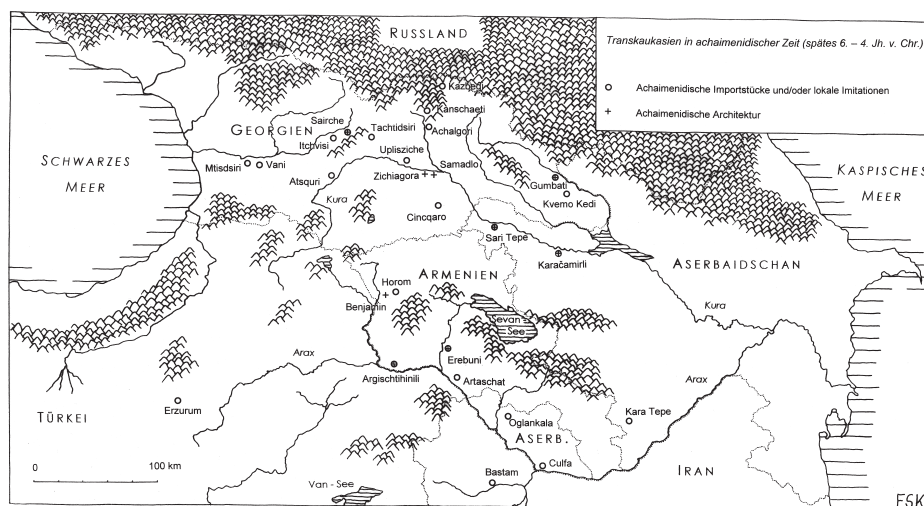 RUSSLAND
Transkaukasien in achaimenidischer Zeit (spätes 6. – 4. Jh. v. Chr.)
Achaimenidische Importstücke und/oder lokale Imitationen
Achaimenidische Architektur
Kazbegi
Kanschaeti
Sairche
Achalgori
GEORGIEN
Tachtidsiri
Itchvisi
Uplisziche
Samadlo
SCHWARZES
MEER
KASPISCHES
MEER
Mtisdsiri
Vani
Atsquri
Zichiagora
Gumbati
Kvemo Kedi
Kura
Cincqaro
Sari Tepe
Karačamirli
ASERBAIDSCHAN
ARMENIEN
Horom
Benjamin
Kura
Sevan-
See
Erebuni
Arax
Argischtihinili
Artaschat
Arax
Erzurum
TÜRKEI
Oglankala
Kara Tepe
ASERB.
Culfa
IRAN
0
100 km
Bastam
Van - See
FSK